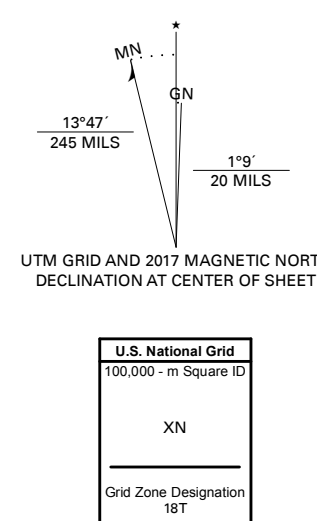 ★
MN
GN
13°47´
245 MILS
1°9´
20 MILS
UTM GRID AND 2017 MAGNETIC NORT
DECLINATION AT CENTER OF SHEET
U.S. National Grid
100,000 - m Square ID
XN
Grid Zone Designation
18T